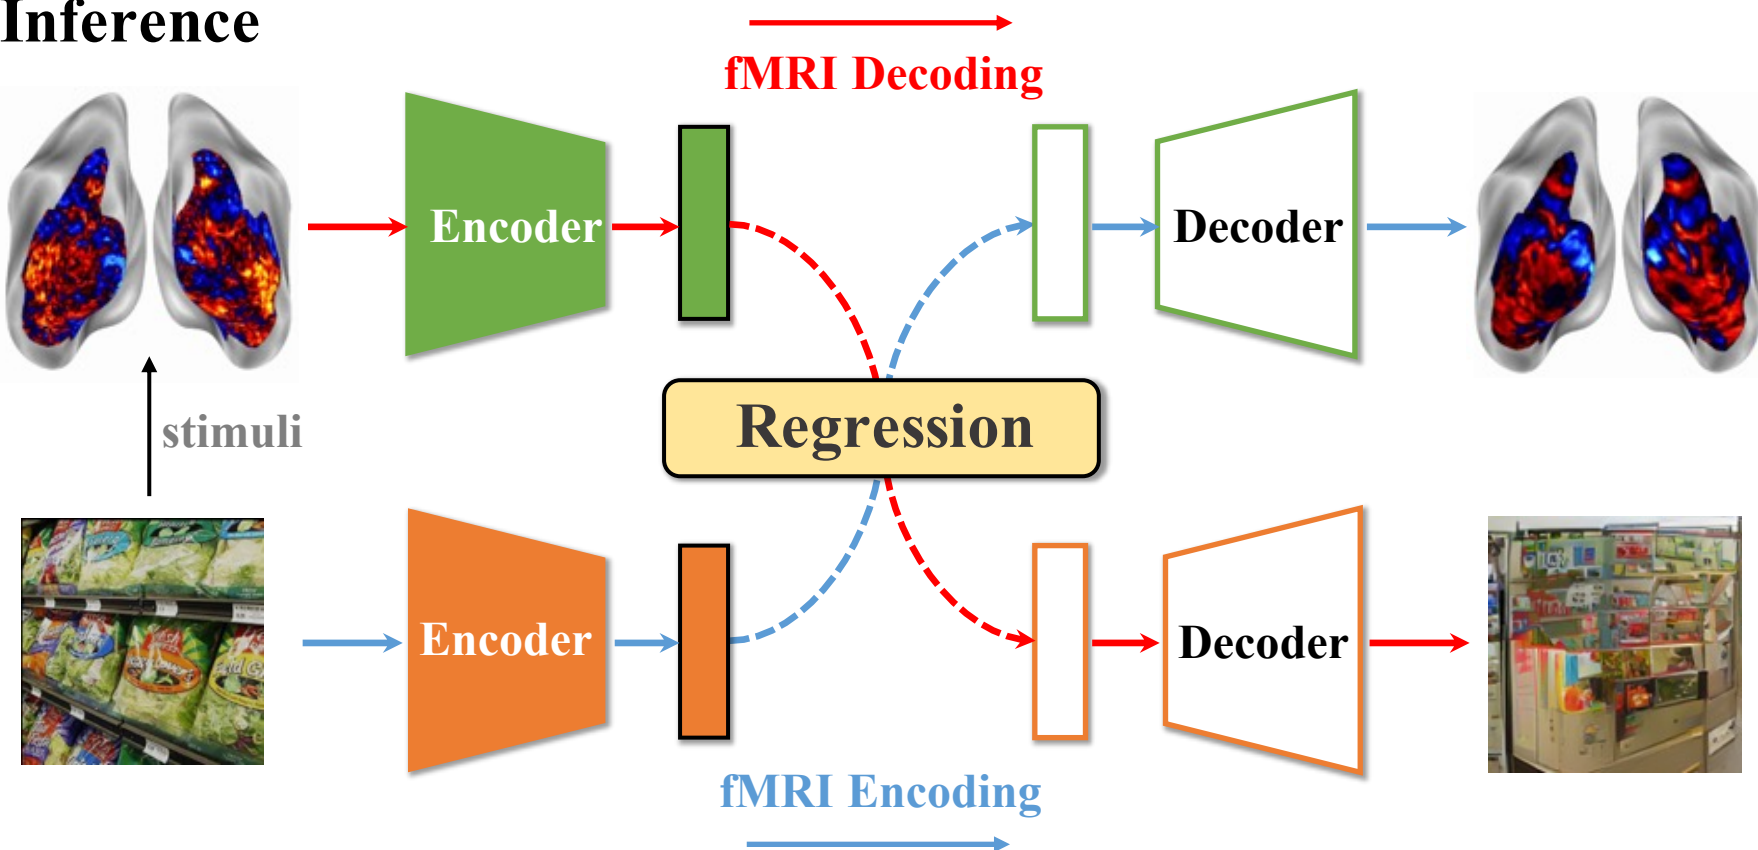 Inference
fMRI Decoding
Encoder
Decoder
stimuli
Regression
Encoder
Decoder
fMRI Encoding